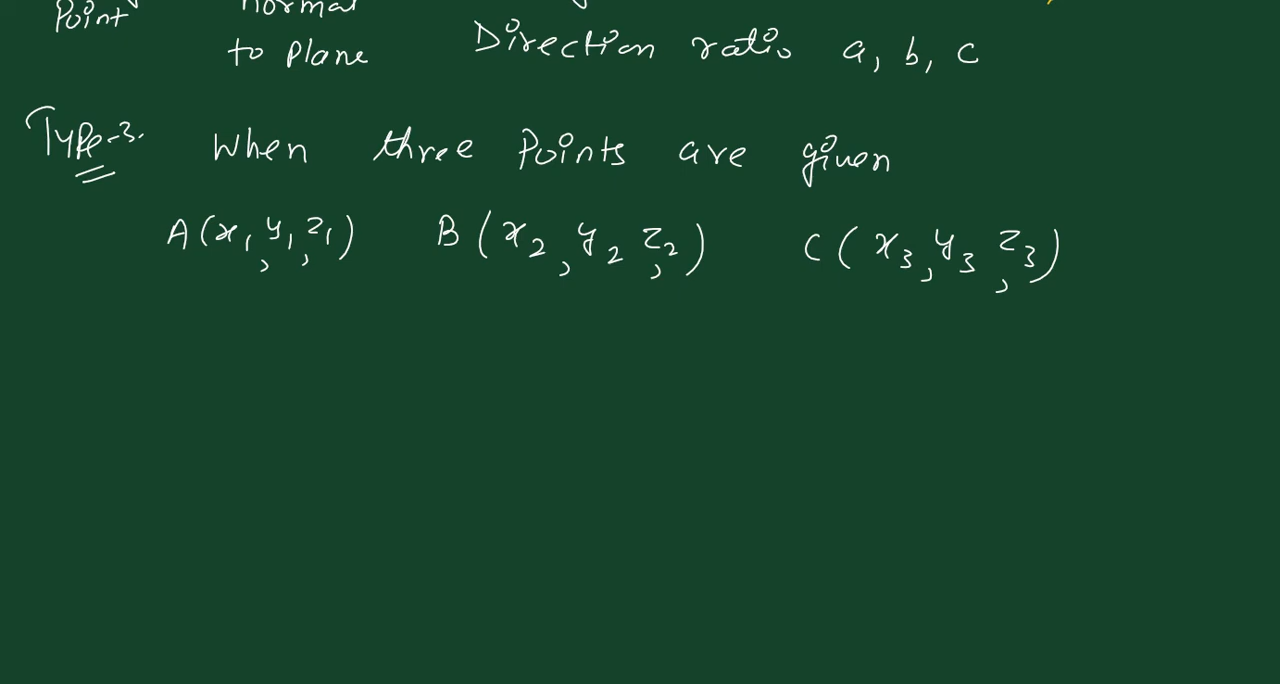 Point normal
to plane Direction ratio a, b, c
Type-3. When three points are given
A(x₁, y₁, z₁) B(x₂, y₂, z₂) C(x₃, y₃, z₃)